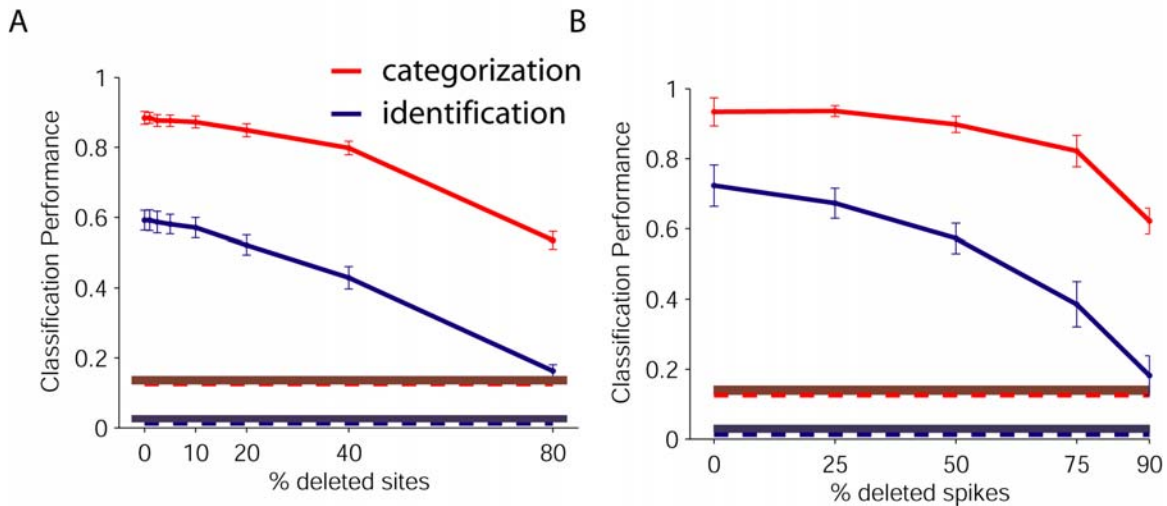 A
categorization
identification
Classification Performance
1
0.8
0.6
0.4
0.2
0
0 10 20 40 80
% deleted sites
B
Classification Performance
1
0.8
0.6
0.4
0.2
0
0 25 50 75 90
% deleted spikes